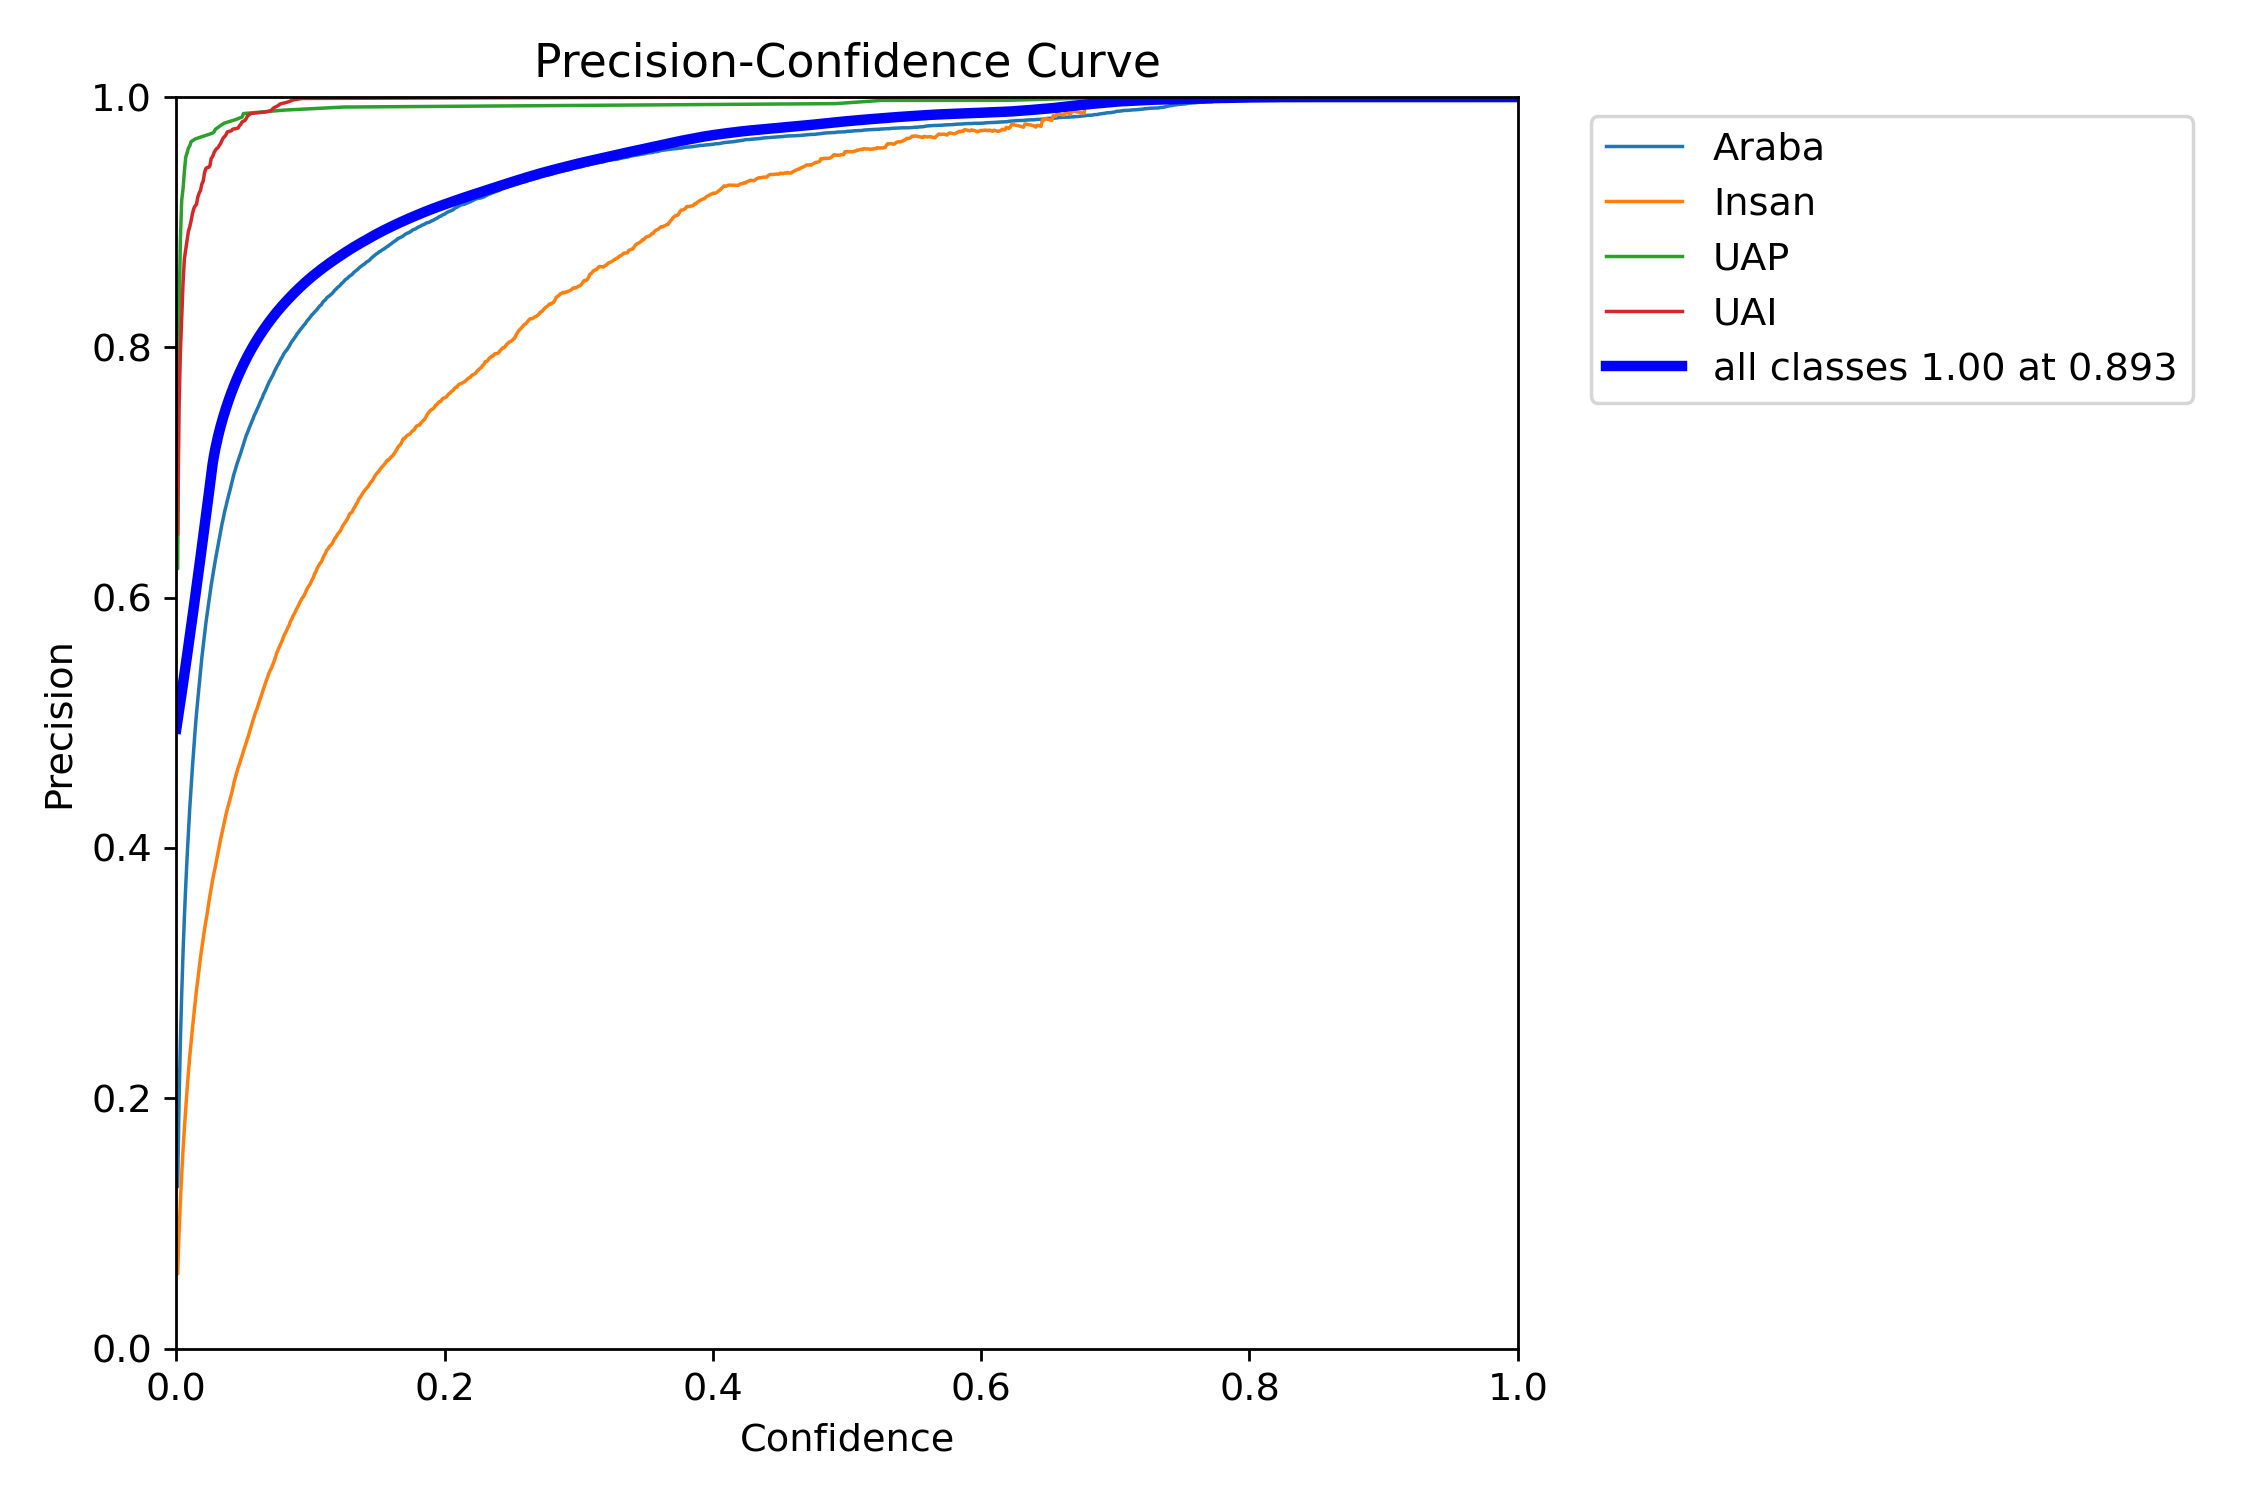 Precision-Confidence Curve
1.0
0.8
0.6
0.4
0.2
0.0
Precision
0.0 0.2 0.4 0.6 0.8 1.0
Confidence
Araba
Insan
UAP
UAI
all classes 1.00 at 0.893